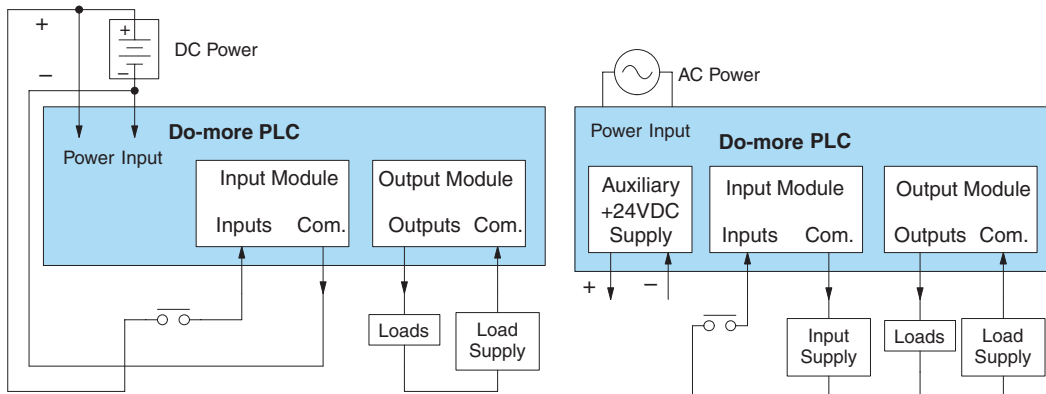 +
−
+
−
DC Power
Do-more PLC
Power Input
Input Module
Inputs Com.
Output Module
Outputs Com.
Loads
Load
Supply
AC Power
Power Input
Do-more PLC
Auxiliary
+24VDC
Supply
Input Module
Inputs Com.
Output Module
Outputs Com.
+
−
Input
Supply
Loads
Load
Supply